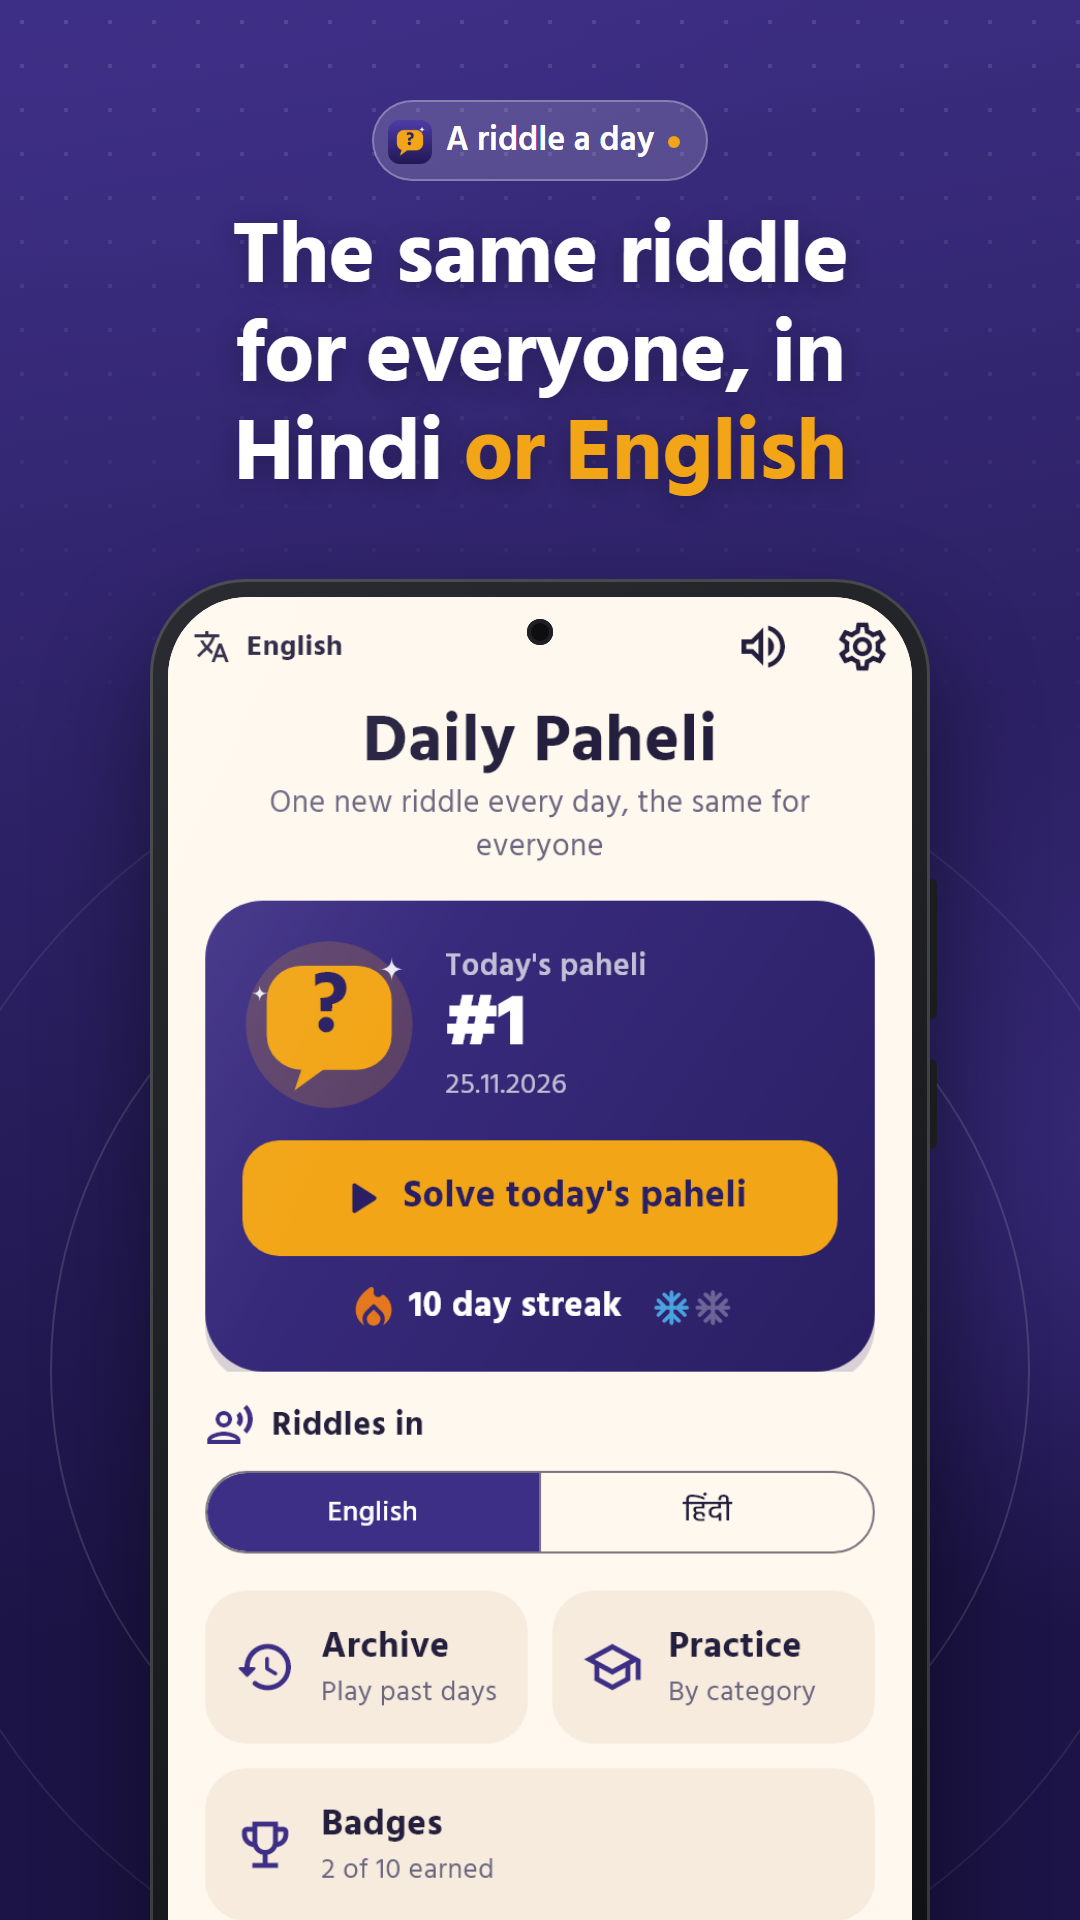 A riddle a day
The same riddle
for everyone, in
Hindi or English
English
Daily Paheli
One new riddle every day, the same for
everyone
?
Today's paheli
#1
25.11.2026
Solve today's paheli
10 day streak
Riddles in
English
हिंदी
Archive
Play past days
Practice
By category
Badges
2 of 10 earned